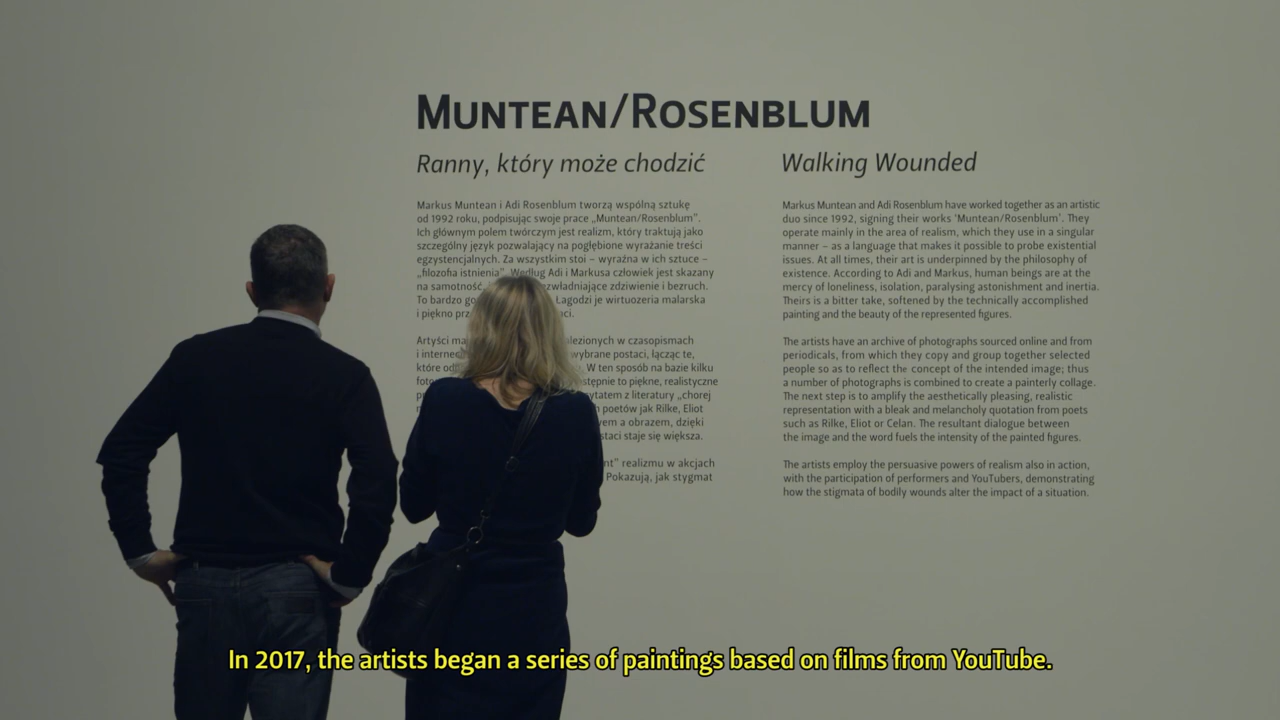 MUNTEAN/ROSENBLUM
Ranny, który może chodzić
Markus Muntean i Adi Rosenblum tworzą wspólną sztukę
od 1992 roku, podpisując swoje prace „Muntean/Rosenblum”.
Ich głównym polem twórczym jest realizm, który traktują jako
szczególny język pozwalający na pogłębione wyrażanie treści
egzystencjalnych. Za wszystkim stoi – wyraźna w ich sztuce –
„filozofia istnienia”. Według Adi i Markusa człowiek jest skazany
na samotność, zdziwienie i bezruch.
To bardzo Łagodzi je wirtuozeria malarska
i piękno
Artyści
wybrane postaci, łącząc te,
które W ten sposób na bazie kilku
to piękne, realistyczne
z literatury „chorej
poetów jak Rilke, Eliot
a obrazem, dzięki
staje się większa.
realizmu w akcjach
Pokazują, jak stygmat
Walking Wounded
Markus Muntean and Adi Rosenblum have worked together as an artistic
duo since 1992, signing their works ‘Muntean/Rosenblum’. They
operate mainly in the area of realism, which they use in a singular
manner – as a language that makes it possible to probe existential
issues. At all times, their art is underpinned by the philosophy of
existence. According to Adi and Markus, human beings are at the
mercy of loneliness, isolation, paralysing astonishment and inertia.
Theirs is a bitter take, softened by the technically accomplished
painting and the beauty of the represented figures.
The artists have an archive of photographs sourced online and from
periodicals, from which they copy and group together selected
people so as to reflect the concept of the intended image; thus
a number of photographs is combined to create a painterly collage.
The next step is to amplify the aesthetically pleasing, realistic
representation with a bleak and melancholy quotation from poets
such as Rilke, Eliot or Celan. The resultant dialogue between
the image and the word fuels the intensity of the painted figures.
The artists employ the persuasive powers of realism also in action,
with the participation of performers and YouTubers, demonstrating
how the stigmata of bodily wounds alter the impact of a situation.
In 2017, the artists began a series of paintings based on films from YouTube.